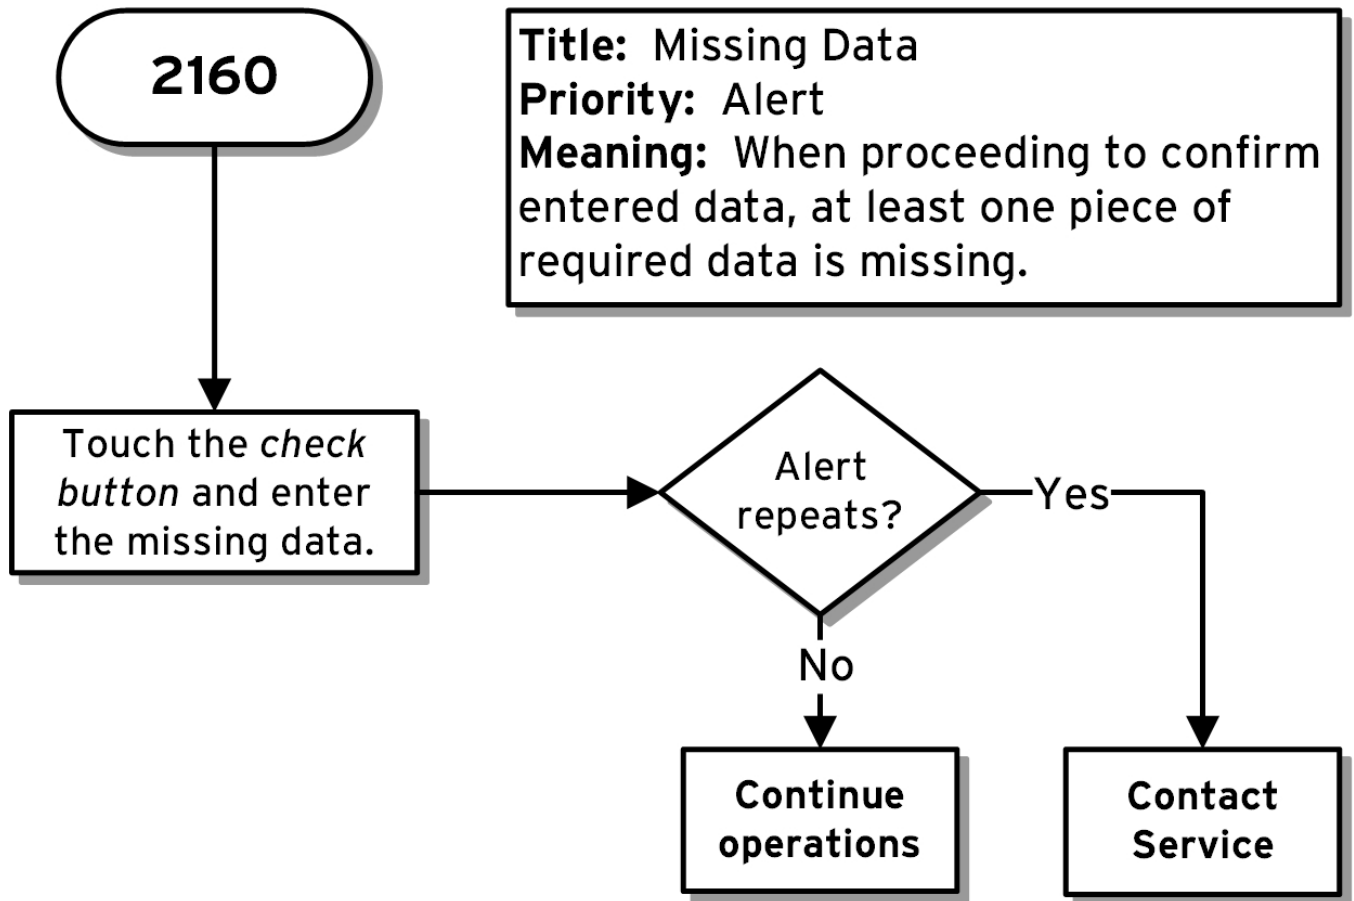 2160
Title: Missing Data
Priority: Alert
Meaning: When proceeding to confirm
entered data, at least one piece of
required data is missing.
Touch the check
button and enter
the missing data.
Alert
repeats?
Yes
No
Continue
operations
Contact
Service